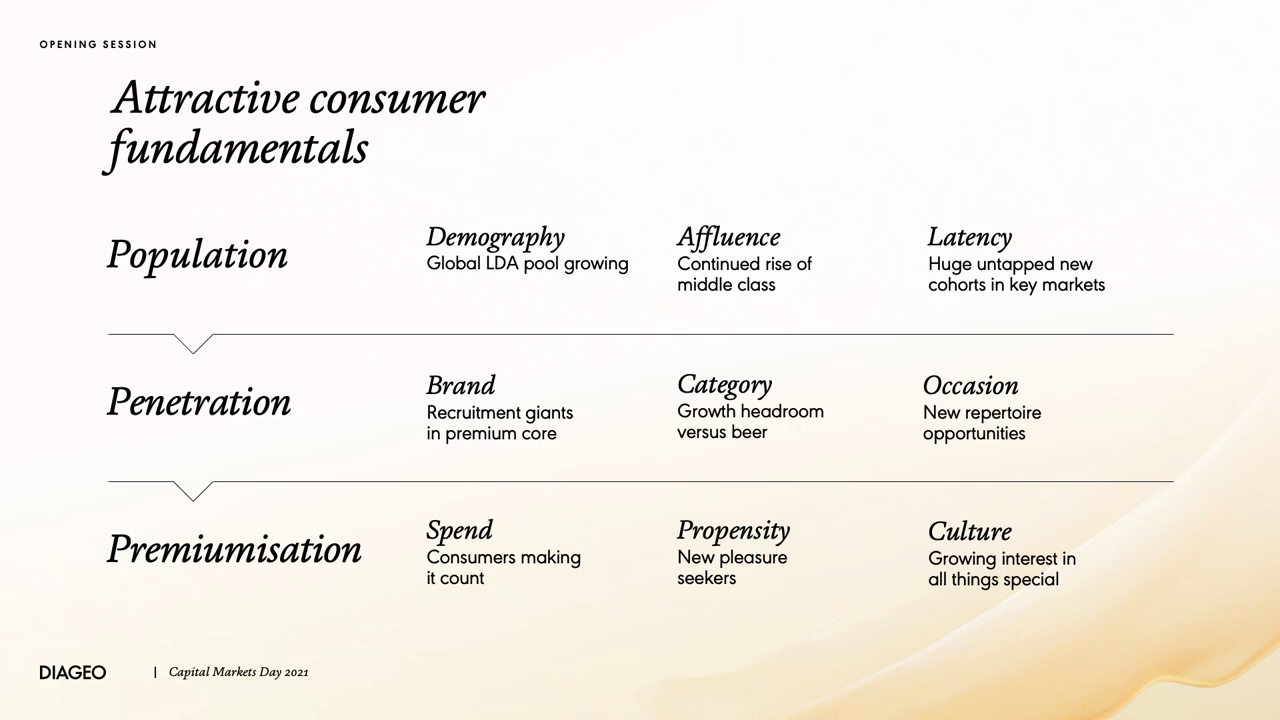 OPENING SESSION
Attractive consumer
fundamentals
Population
Demography
Global LDA pool growing
Affluence
Continued rise of
middle class
Latency
Huge untapped new
cohorts in key markets
Penetration
Brand
Recruitment giants
in premium core
Category
Growth headroom
versus beer
Occasion
New repertoire
opportunities
Premiumisation
Spend
Consumers making
it count
Propensity
New pleasure
seekers
Culture
Growing interest in
all things special
DIAGEO | Capital Markets Day 2021